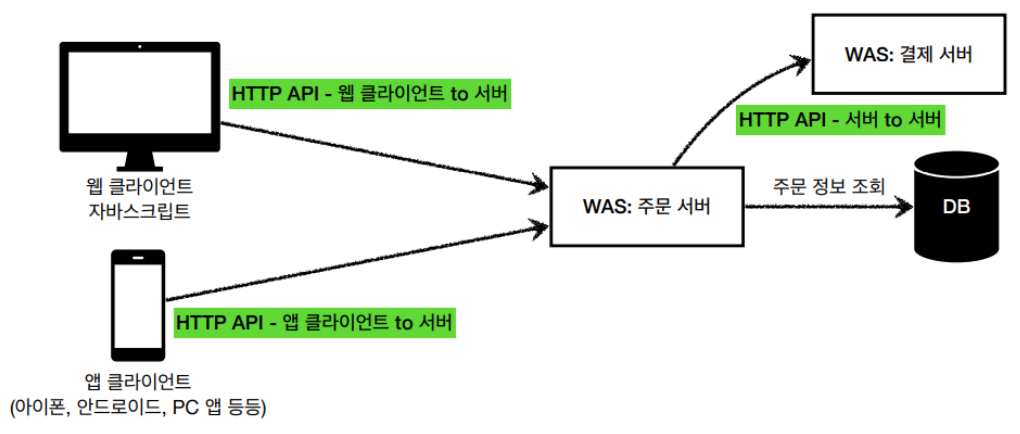 WAS: 결제 서버
HTTP API - 웹 클라이언트 to 서버
HTTP API - 서버 to 서버
웹 클라이언트
자바스크립트
WAS: 주문 서버
주문 정보 조회
DB
HTTP API - 앱 클라이언트 to 서버
앱 클라이언트
(아이폰, 안드로이드, PC 앱 등등)